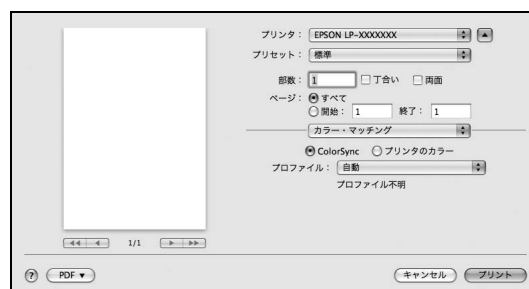 プリンタ： EPSON LP-XXXXXXX
プリセット： 標準
部数： 1 丁合い 両面
ページ： すべて
開始： 1 終了： 1
カラー・マッチング
ColorSync プリンタのカラー
プロファイル： 自動
プロファイル不明
1/1
? PDF▼ キャンセル プリント